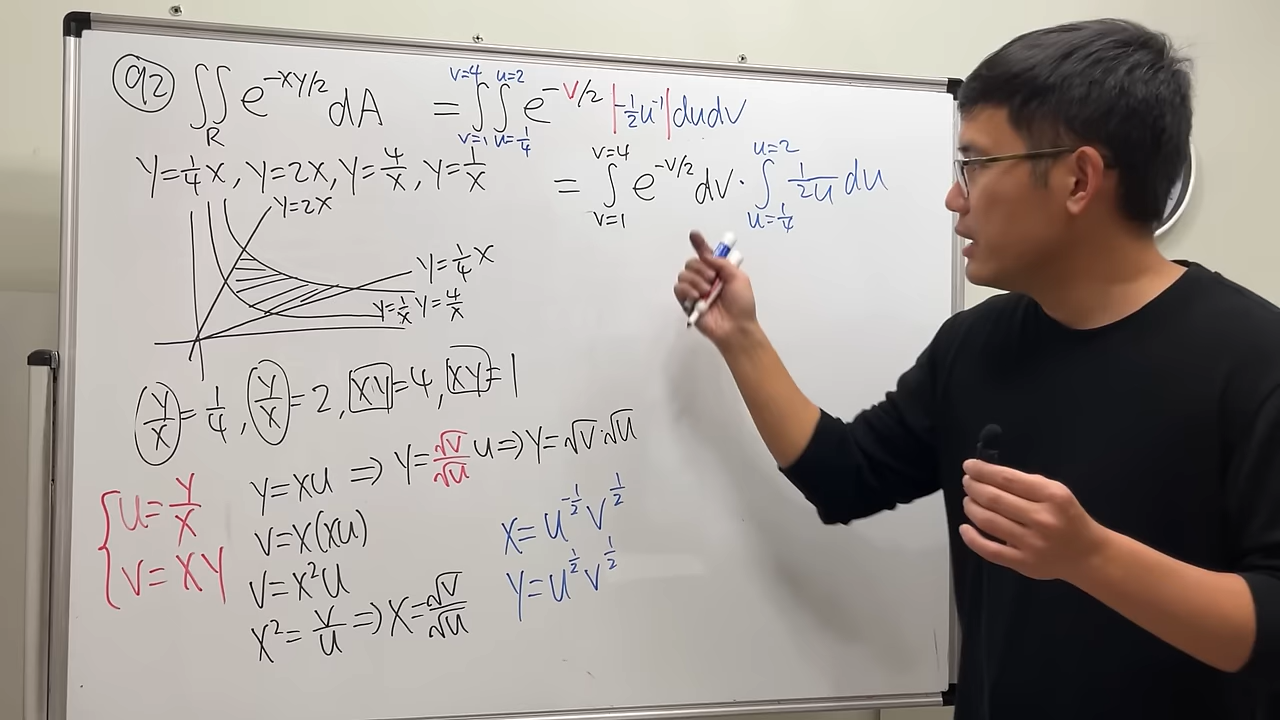 Q2 ∬_R e^{-xy/2} dA = ∫_{v=1}^{v=4} ∫_{u=1/4}^{u=2} e^{-v/2} |-1/2 u^{-1}| du dv
y=1/4 x, y=2x, y=4/x, y=1/x
= ∫_{v=1}^{v=4} e^{-v/2} dv · ∫_{u=1/4}^{u=2} 1/(2u) du
y=2x
y=1/4 x
y=1/x y=4/x
y/x = 1/4, y/x = 2, xy = 4, xy = 1
{ u = y/x
v = xy
y = xu ⇒ y = √v/√u u ⇒ y = √v·√u
v = x(xu)
v = x²u
x² = v/u ⇒ x = √v/√u
x = u^{-1/2} v^{1/2}
y = u^{1/2} v^{1/2}